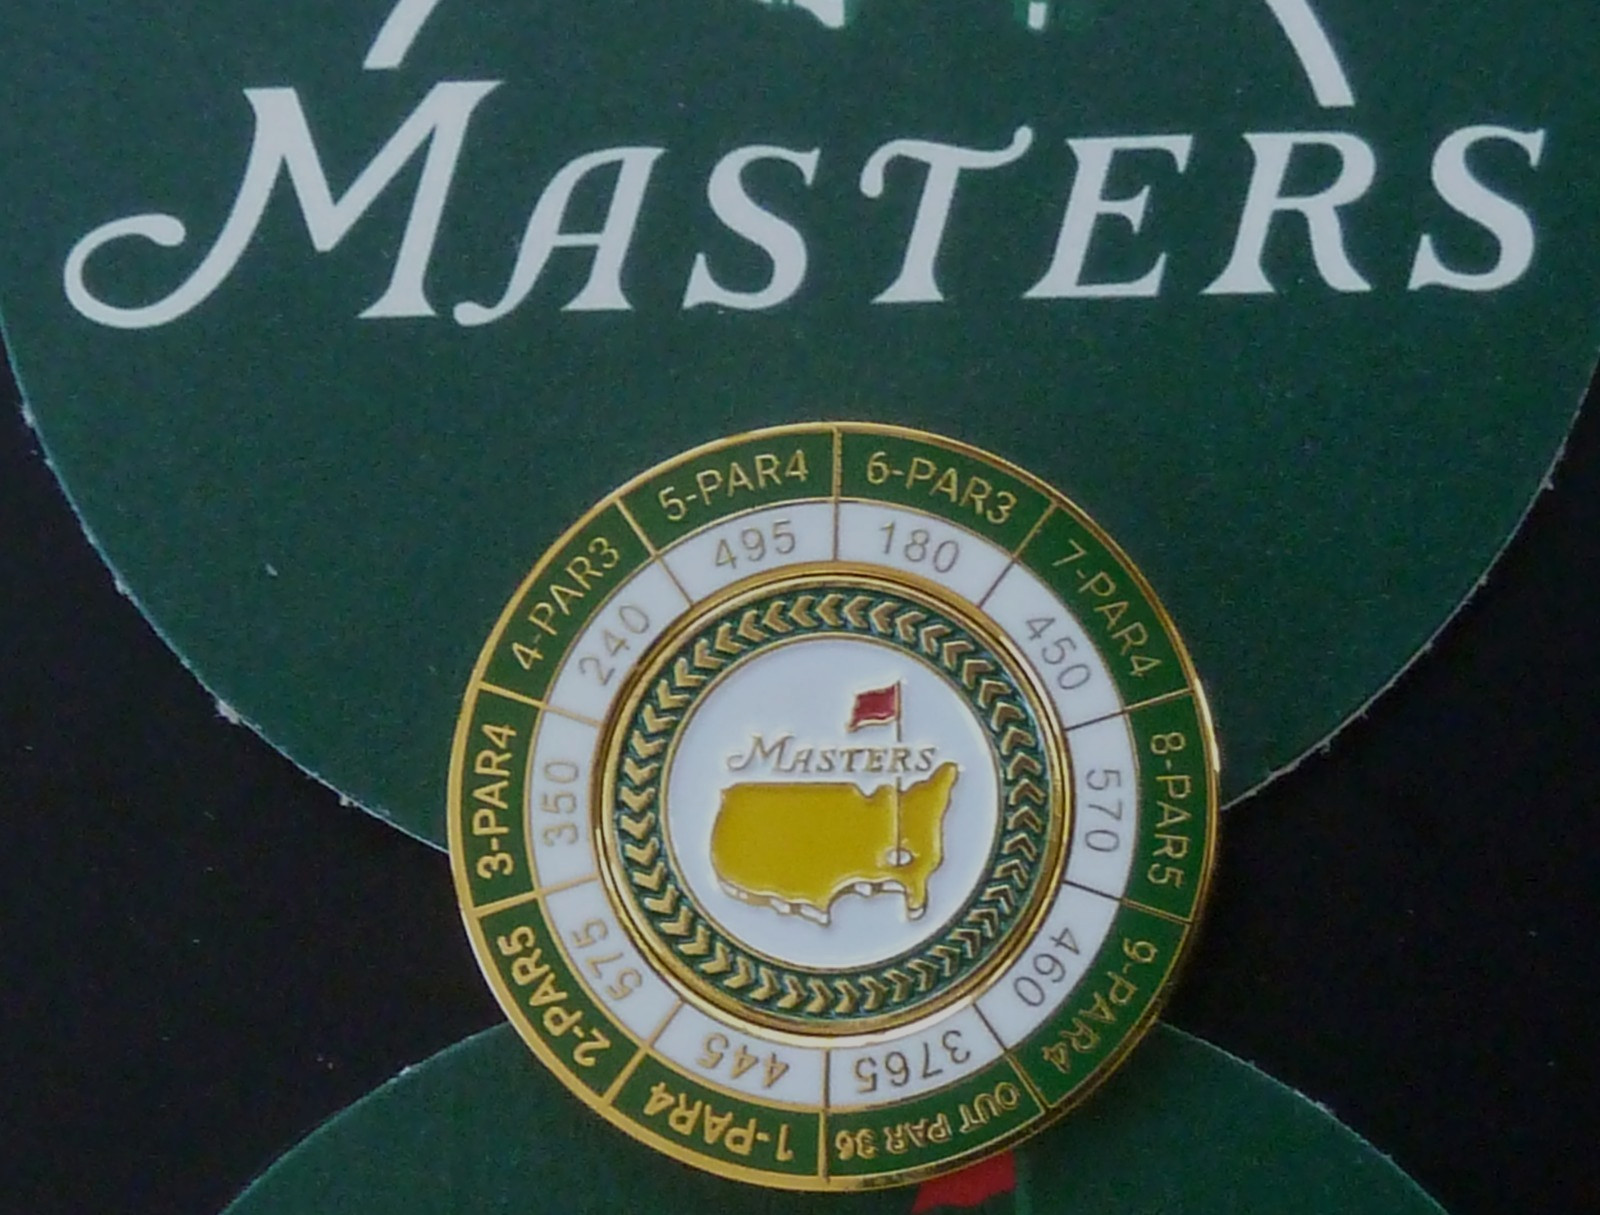 MASTERS
1-PAR4
445
2-PAR5
575
3-PAR4
350
4-PAR3
240
5-PAR4
495
6-PAR3
180
7-PAR4
450
8-PAR5
570
9-PAR4
460
OUT PAR 36
3765
MASTERS